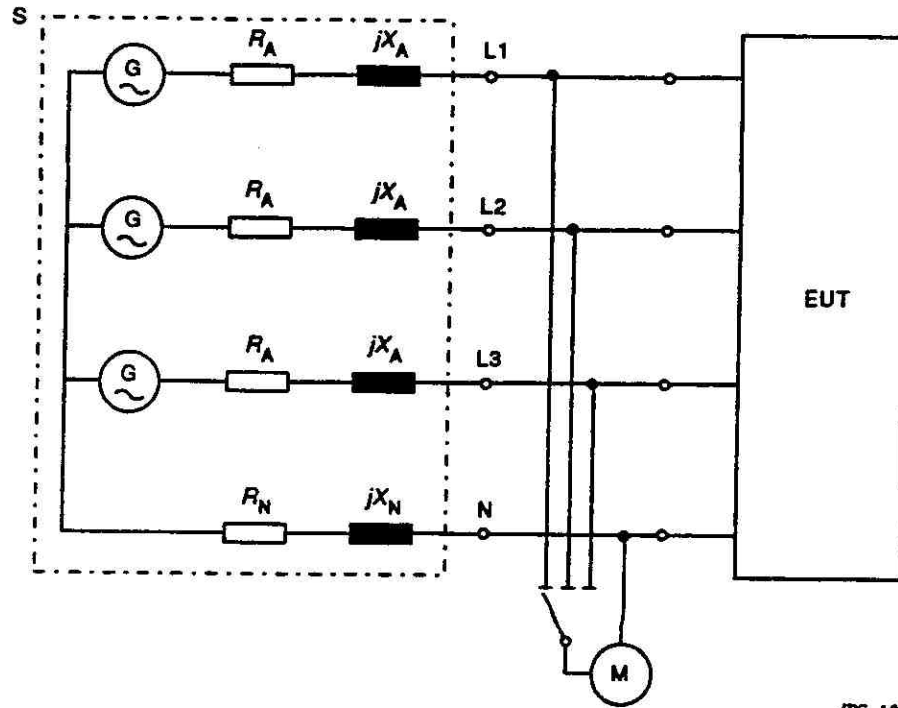 S
R_A jX_A L1
G
R_A jX_A L2
G
EUT
R_A jX_A L3
G
R_N jX_N N
M